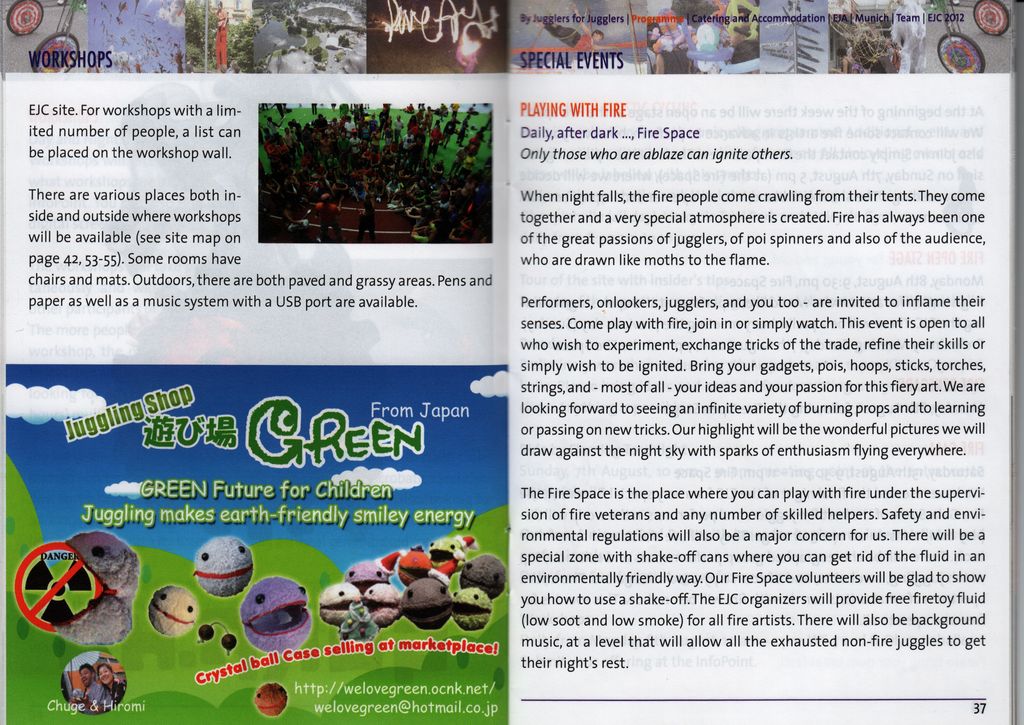 WORKSHOPS
EJC site. For workshops with a lim-
ited number of people, a list can
be placed on the workshop wall.
There are various places both in-
side and outside where workshops
will be available (see site map on
page 42, 53-55). Some rooms have
chairs and mats. Outdoors, there are both paved and grassy areas. Pens and
paper as well as a music system with a USB port are available.
Juggling Shop
遊び場 GREEN
From Japan
GREEN Future for Children
Juggling makes earth-friendly smiley energy
DANGER
Crystal ball Case selling at marketplace!
Chuge & Hiromi
http://welovegreen.ocnk.net/
welovegreen@hotmail.co.jp
By Jugglers for Jugglers | Programme | Catering and Accommodation | EJA | Munich | Team | EJC 2012
SPECIAL EVENTS
PLAYING WITH FIRE
Daily, after dark ..., Fire Space
Only those who are ablaze can ignite others.
When night falls, the fire people come crawling from their tents. They come
together and a very special atmosphere is created. Fire has always been one
of the great passions of jugglers, of poi spinners and also of the audience,
who are drawn like moths to the flame.
Performers, onlookers, jugglers, and you too - are invited to inflame their
senses. Come play with fire, join in or simply watch. This event is open to all
who wish to experiment, exchange tricks of the trade, refine their skills or
simply wish to be ignited. Bring your gadgets, pois, hoops, sticks, torches,
strings, and - most of all - your ideas and your passion for this fiery art. We are
looking forward to seeing an infinite variety of burning props and to learning
or passing on new tricks. Our highlight will be the wonderful pictures we will
draw against the night sky with sparks of enthusiasm flying everywhere.
The Fire Space is the place where you can play with fire under the supervi-
sion of fire veterans and any number of skilled helpers. Safety and envi-
ronmental regulations will also be a major concern for us. There will be a
special zone with shake-off cans where you can get rid of the fluid in an
environmentally friendly way. Our Fire Space volunteers will be glad to show
you how to use a shake-off. The EJC organizers will provide free firetoy fluid
(low soot and low smoke) for all fire artists. There will also be background
music, at a level that will allow all the exhausted non-fire juggles to get
their night's rest.
37